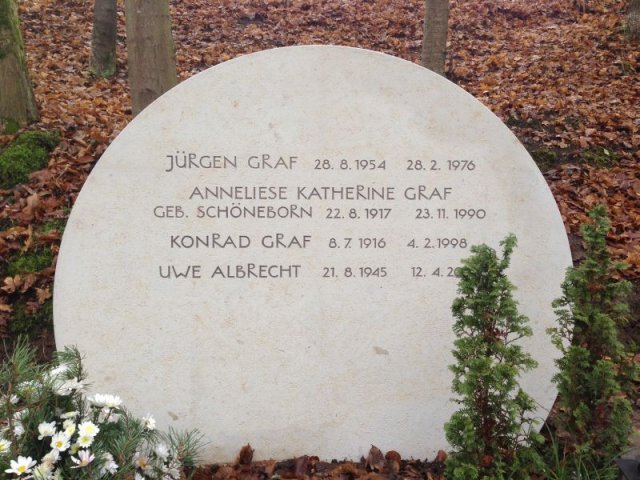 JÜRGEN GRAF 28. 8. 1954 28. 2. 1976
ANNELIESE KATHERINE GRAF
GEB. SCHÖNEBORN 22. 8. 1917 23. 11. 1990
KONRAD GRAF 8. 7. 1916 4. 2. 1998
UWE ALBRECHT 21. 8. 1945 12. 4.